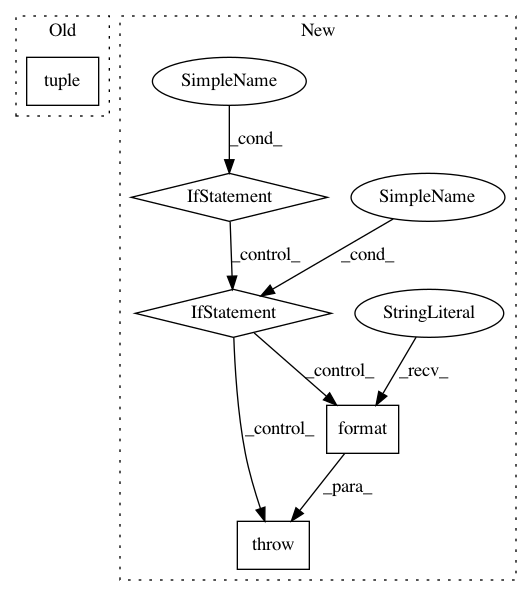 Old
New
tuple
SimpleName
_cond_
IfStatement
SimpleName
_control_
_cond_
IfStatement
StringLiteral
_control_
_recv_
_control_
format
_para_
throw